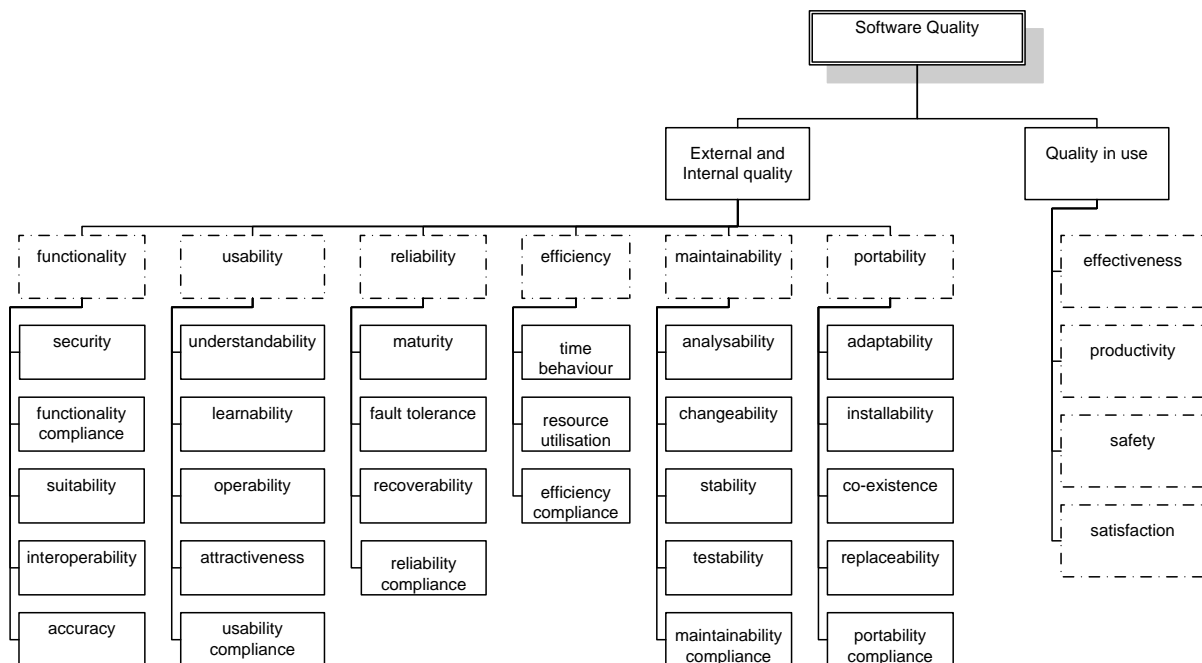 Software Quality
External and
Internal quality
Quality in use
functionality
usability
reliability
efficiency
maintainability
portability
effectiveness
productivity
safety
satisfaction
security
functionality
compliance
suitability
interoperability
accuracy
understandability
learnability
operability
attractiveness
usability
compliance
maturity
fault tolerance
recoverability
reliability
compliance
time
behaviour
resource
utilisation
efficiency
compliance
analysability
changeability
stability
testability
maintainability
compliance
adaptability
installability
co-existence
replaceability
portability
compliance